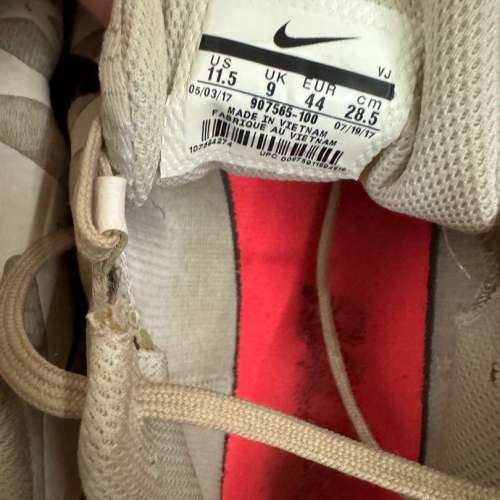 VJ
US UK EUR cm
11.5 9 44 28.5
05/03/17 907565-100 07/19/17
MADE IN VIETNAM
FABRIQUE AU VIETNAM
UPC